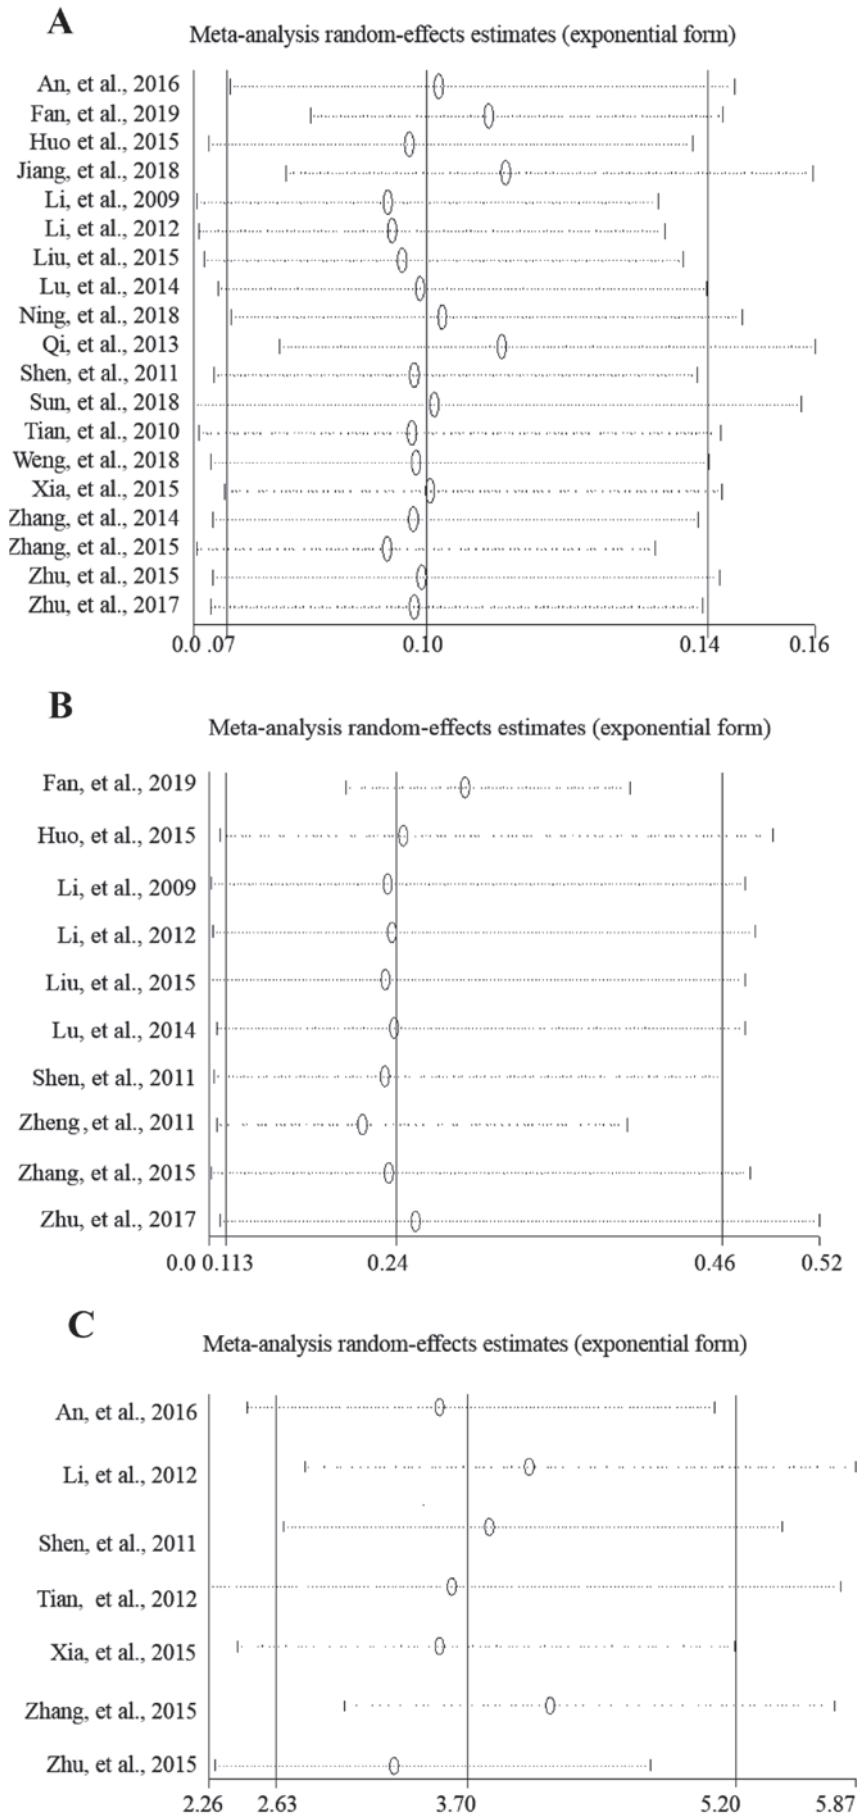 A
Meta-analysis random-effects estimates (exponential form)
An, et al., 2016
Fan, et al., 2019
Huo et al., 2015
Jiang, et al., 2018
Li, et al., 2009
Li, et al., 2012
Liu, et al., 2015
Lu, et al., 2014
Ning, et al., 2018
Qi, et al., 2013
Shen, et al., 2011
Sun, et al., 2018
Tian, et al., 2010
Weng, et al., 2018
Xia, et al., 2015
Zhang, et al., 2014
Zhang, et al., 2015
Zhu, et al., 2015
Zhu, et al., 2017
0.0 .07 0.10 0.14 0.16
B
Meta-analysis random-effects estimates (exponential form)
Fan, et al., 2019
Huo, et al., 2015
Li, et al., 2009
Li, et al., 2012
Liu, et al., 2015
Lu, et al., 2014
Shen, et al., 2011
Zheng, et al., 2011
Zhang, et al., 2015
Zhu, et al., 2017
0.0 0.113 0.24 0.46 0.52
C
Meta-analysis random-effects estimates (exponential form)
An, et al., 2016
Li, et al., 2012
Shen, et al., 2011
Tian, et al., 2012
Xia, et al., 2015
Zhang, et al., 2015
Zhu, et al., 2015
2.26 2.63 3.70 5.20 5.87